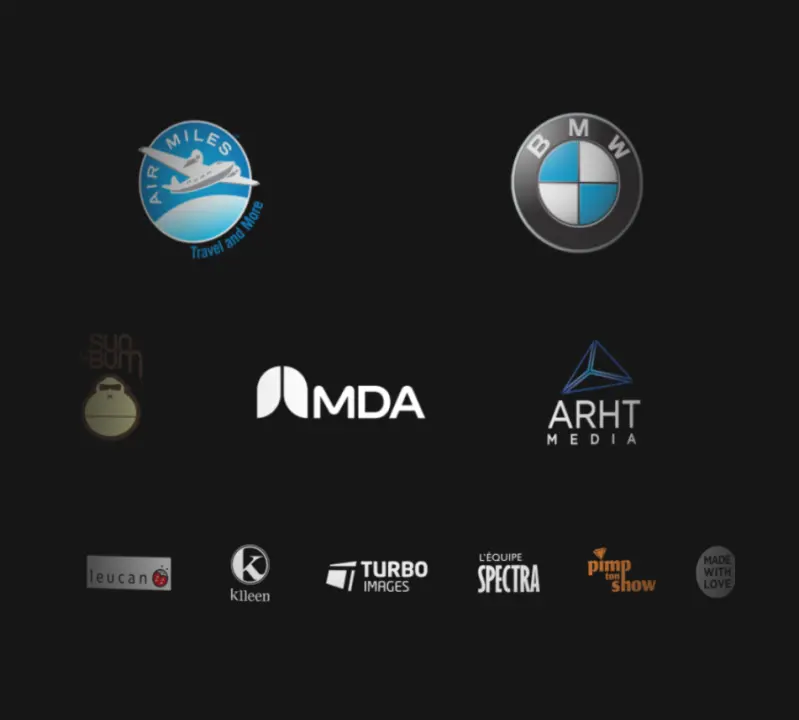 AIR MILES
Travel and More
BMW
SUN
BUM
MDA
ARHT
MEDIA
leucan
k
klleen
TURBO
IMAGES
L'ÉQUIPE
SPECTRA
pimp
ton
show
MADE
WITH
LOVE